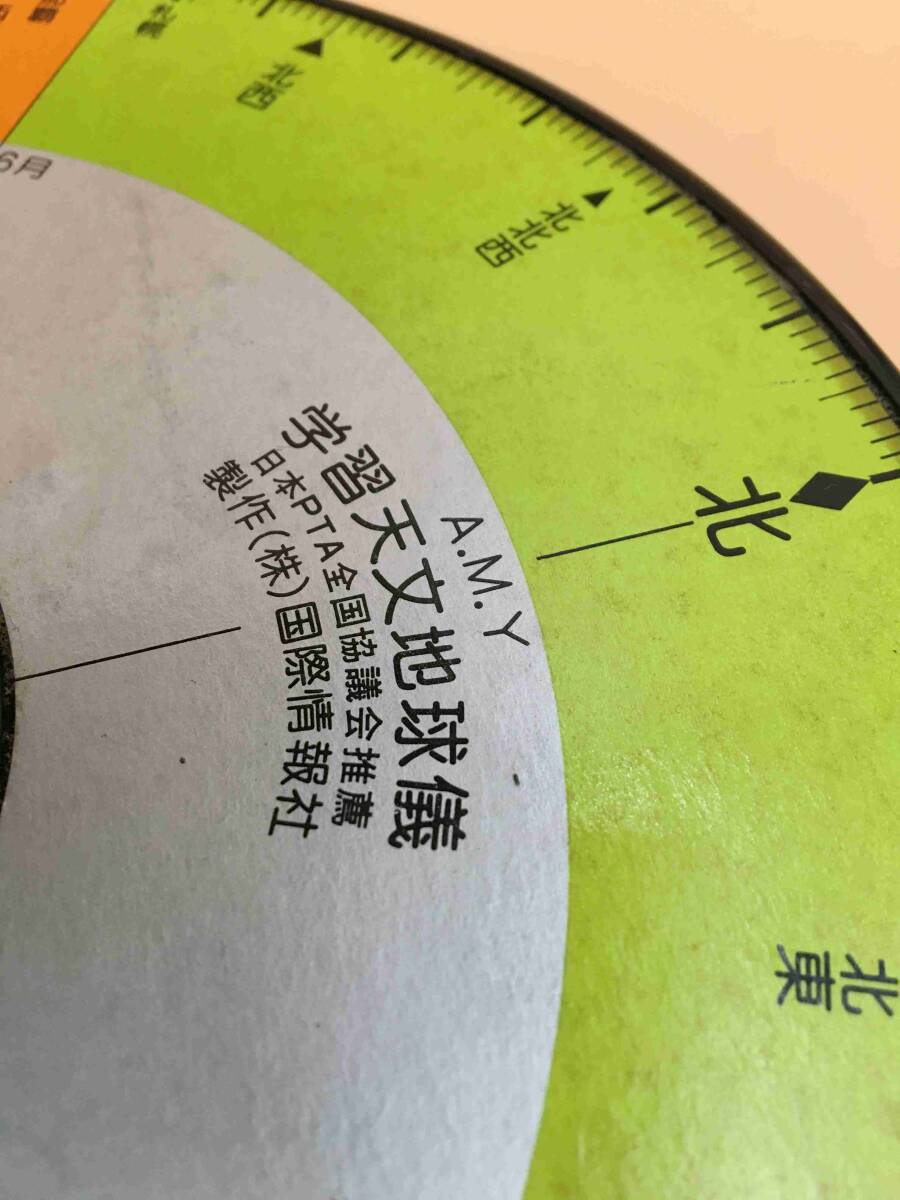 6月
北西
北北西
北
北東
A.M.Y
学習天文地球儀
日本PTA全国協議会推薦
製作(株)国際情報社